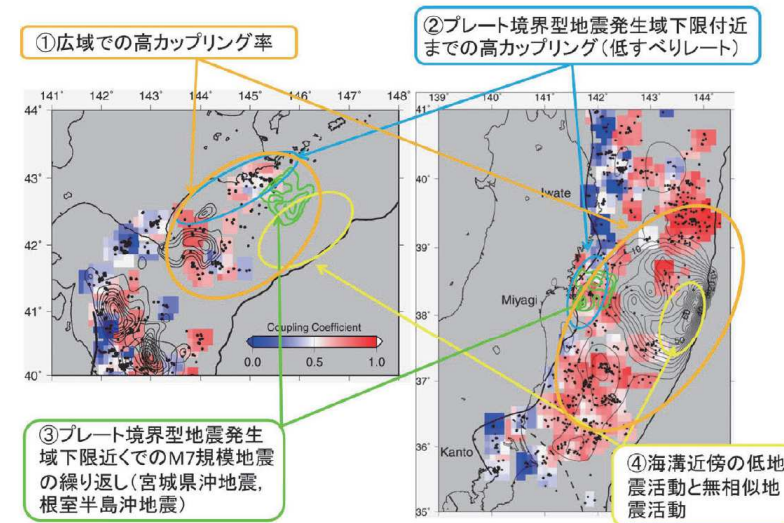 ①広域での高カップリング率
②プレート境界型地震発生域下限付近
までの高カップリング(低すべりレート)
141° 142° 143° 144° 145° 146° 147° 148°
44°
43°
42°
41°
40°
Coupling Coefficient
0.0 0.5 1.0
139° 140° 141° 142° 143° 144°
41°
40°
39°
38°
37°
36°
35°
Iwate
Miyagi
Kanto
10
50
③プレート境界型地震発生
域下限近くでのM7規模地震
の繰り返し(宮城県沖地震,
根室半島沖地震)
④海溝近傍の低地
震活動と無相似地
震活動